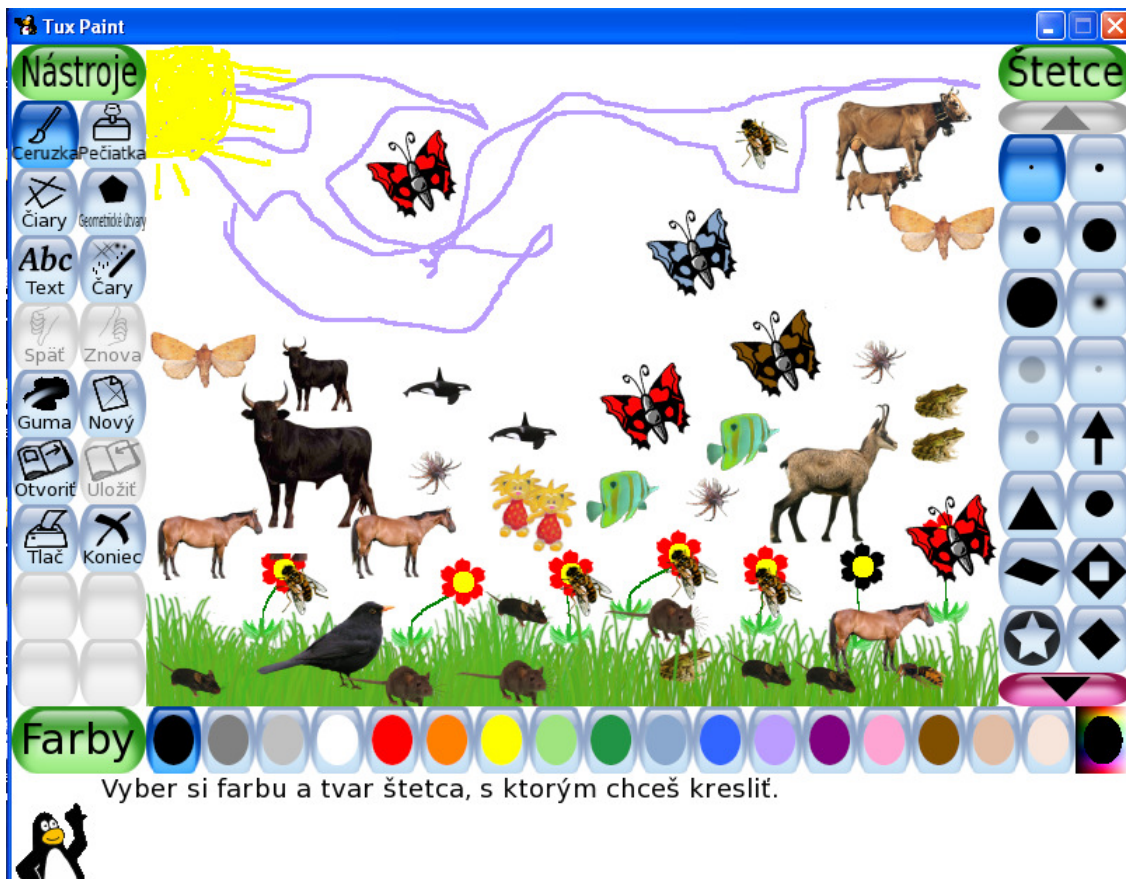 Tux Paint
Nástroje
Štetce
Ceruzka
Pečiatka
Čiary
Geometrické útvary
Abc
Text
Čary
Späť
Znova
Guma
Nový
Otvoriť
Uložiť
Tlač
Koniec
Farby
Vyber si farbu a tvar štetca, s ktorým chceš kresliť.